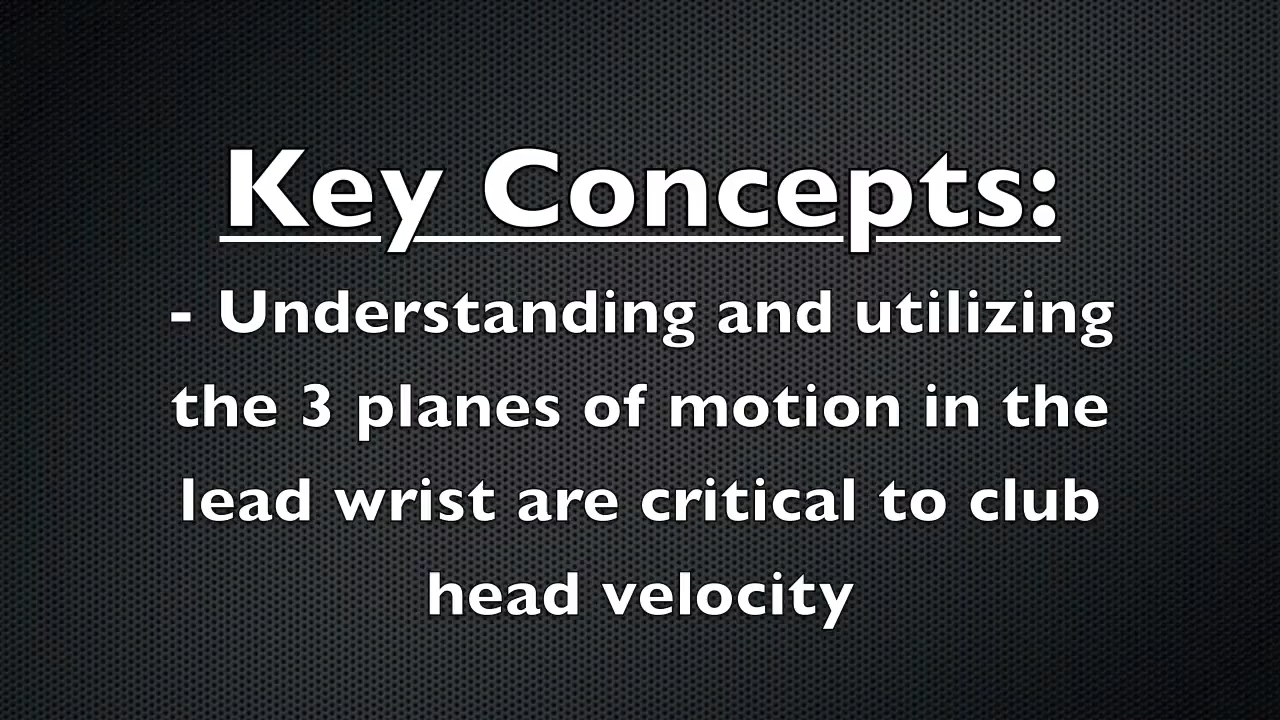 Key Concepts:
- Understanding and utilizing
the 3 planes of motion in the
lead wrist are critical to club
head velocity